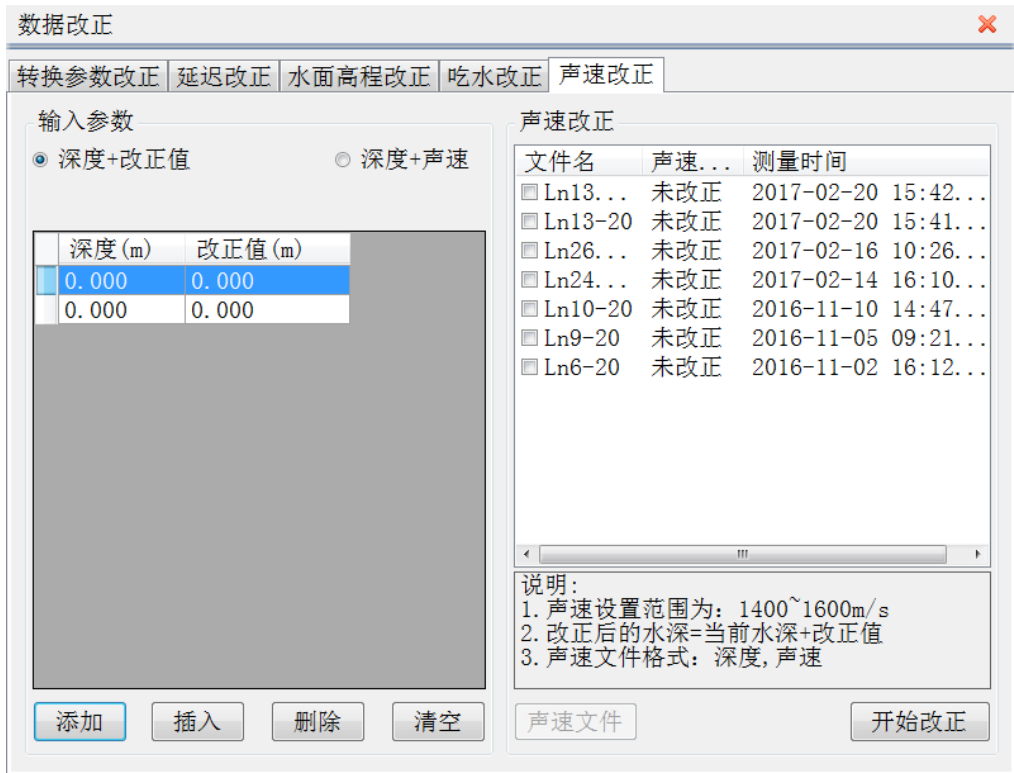 数据改正
转换参数改正 延迟改正 水面高程改正 吃水改正 声速改正
输入参数
深度+改正值 深度+声速
深度(m) 改正值(m)
0.000 0.000
0.000 0.000
添加 插入 删除 清空
声速改正
文件名 声速... 测量时间
Ln13... 未改正 2017-02-20 15:42...
Ln13-20 未改正 2017-02-20 15:41...
Ln26... 未改正 2017-02-16 10:26...
Ln24... 未改正 2017-02-14 16:10...
Ln10-20 未改正 2016-11-10 14:47...
Ln9-20 未改正 2016-11-05 09:21...
Ln6-20 未改正 2016-11-02 16:12...
说明:
1.声速设置范围为: 1400~1600m/s
2.改正后的水深=当前水深+改正值
3.声速文件格式: 深度,声速
声速文件 开始改正